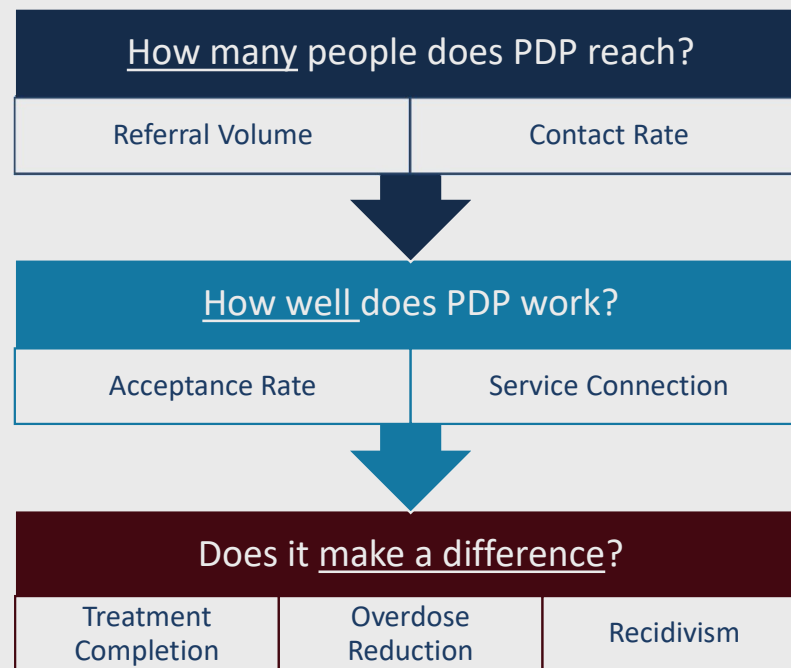 How many people does PDP reach?
Referral Volume
Contact Rate
How well does PDP work?
Acceptance Rate
Service Connection
Does it make a difference?
Treatment
Completion
Overdose
Reduction
Recidivism